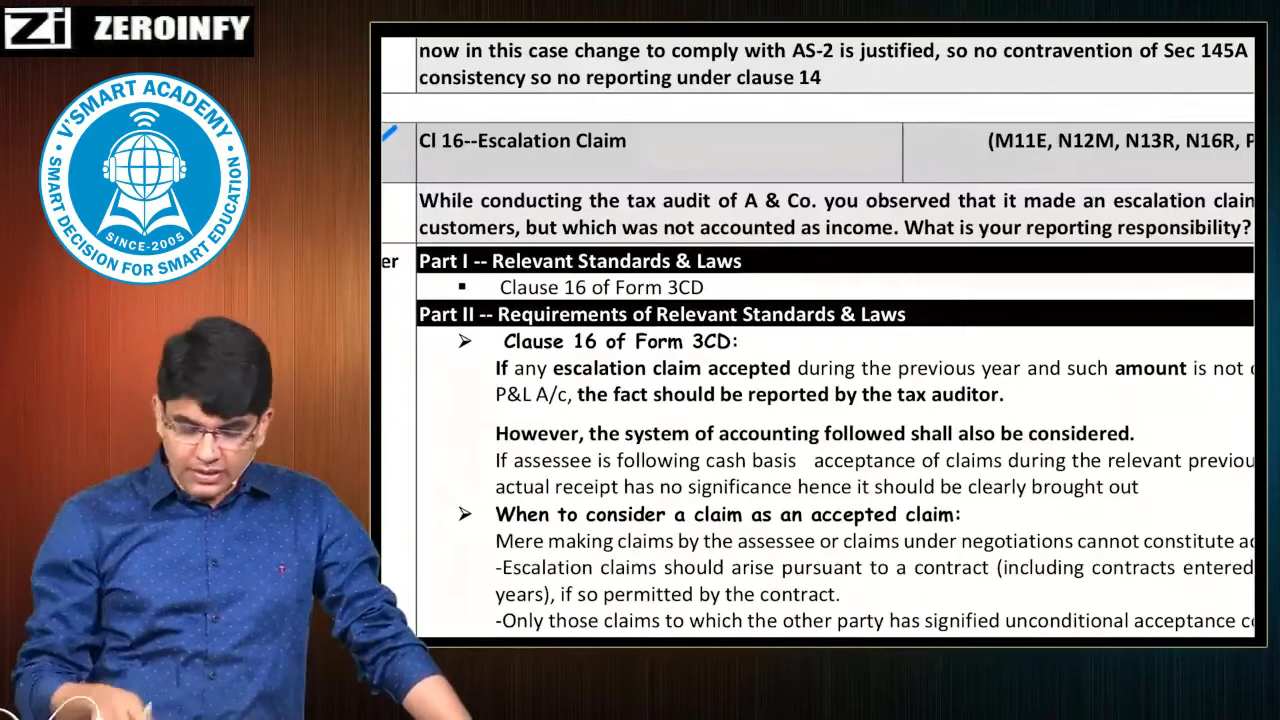 Zi ZEROINFY
V'SMART ACADEMY
SINCE-2005
SMART DECISION FOR SMART EDUCATION
now in this case change to comply with AS-2 is justified, so no contravention of Sec 145A
consistency so no reporting under clause 14
Cl 16--Escalation Claim (M11E, N12M, N13R, N16R, P
While conducting the tax audit of A & Co. you observed that it made an escalation claim
customers, but which was not accounted as income. What is your reporting responsibility?
er Part I -- Relevant Standards & Laws
▪ Clause 16 of Form 3CD
Part II -- Requirements of Relevant Standards & Laws
➢ Clause 16 of Form 3CD:
If any escalation claim accepted during the previous year and such amount is not
P&L A/c, the fact should be reported by the tax auditor.
However, the system of accounting followed shall also be considered.
If assessee is following cash basis acceptance of claims during the relevant previou
actual receipt has no significance hence it should be clearly brought out
➢ When to consider a claim as an accepted claim:
Mere making claims by the assessee or claims under negotiations cannot constitute ac
-Escalation claims should arise pursuant to a contract (including contracts entered
years), if so permitted by the contract.
-Only those claims to which the other party has signified unconditional acceptance